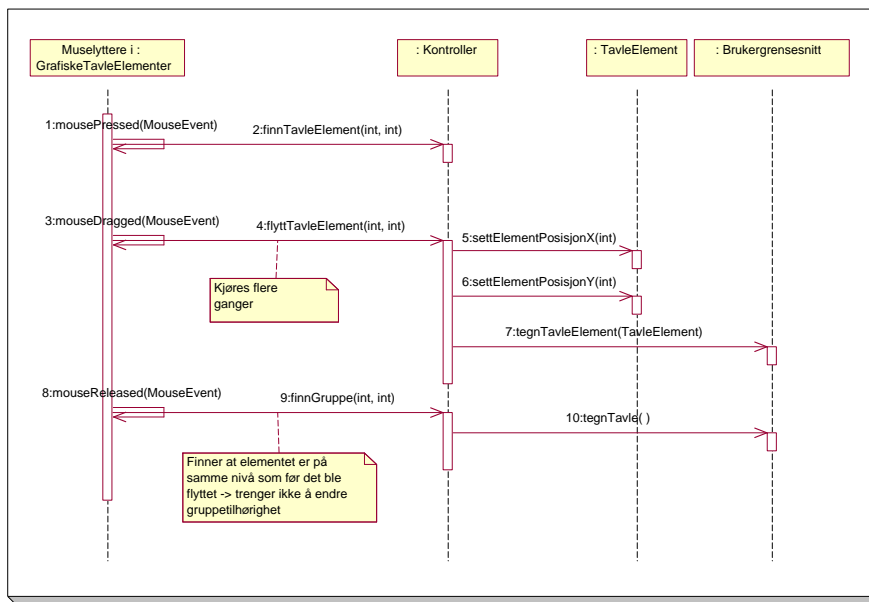 Muselyttere i :
GrafiskeTavleElementer
: Kontroller
: TavleElement
: Brukergrensesnitt
1:mousePressed(MouseEvent)
2:finnTavleElement(int, int)
3:mouseDragged(MouseEvent)
4:flyttTavleElement(int, int)
5:settElementPosisjonX(int)
Kjøres flere
ganger
6:settElementPosisjonY(int)
7:tegnTavleElement(TavleElement)
8:mouseReleased(MouseEvent)
9:finnGruppe(int, int)
10:tegnTavle( )
Finner at elementet er på
samme nivå som før det ble
flyttet -> trenger ikke å endre
gruppetilhørighet